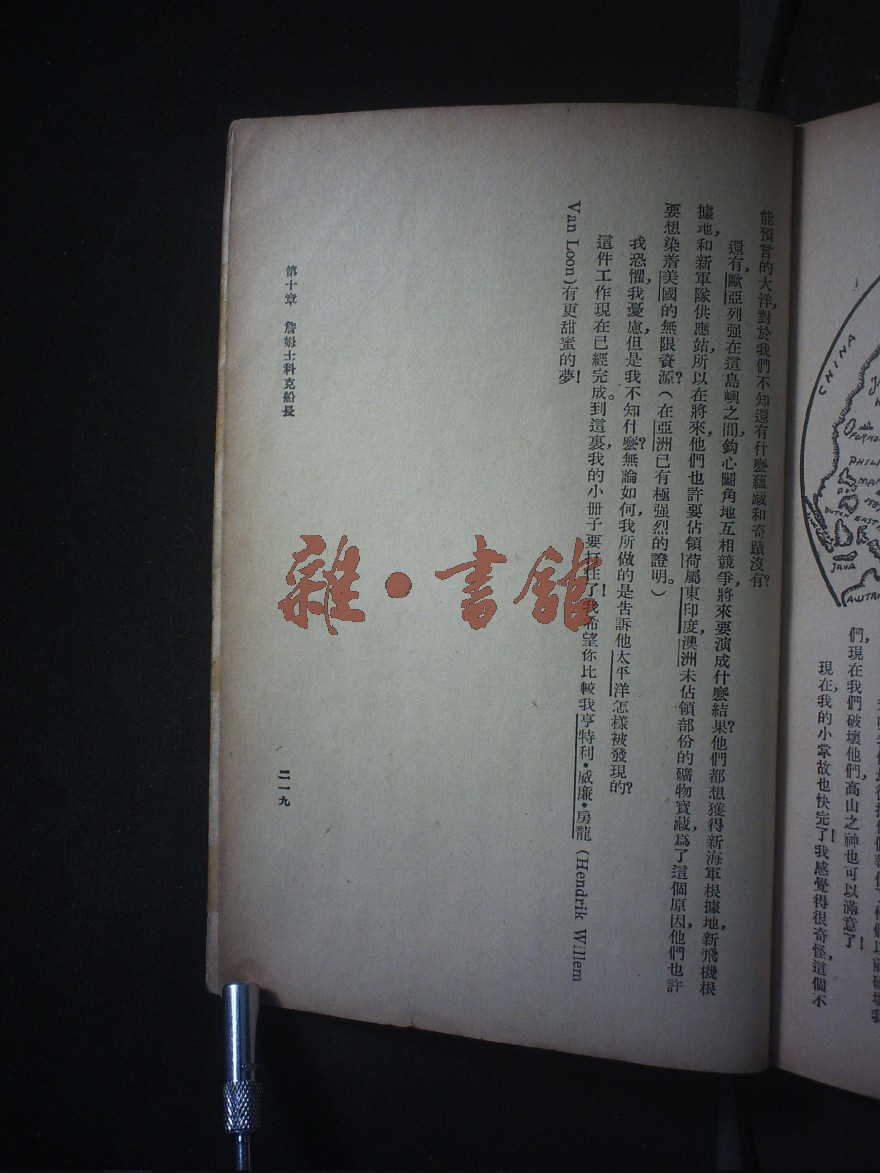 現在我的小掌故也快完了!我感覺得很奇怪,這個不
能預言的大洋,對於我們不知還有什麼蘊藏和奇蹟沒有?
還有,歐亞列强在這島嶼之間,鈎心鬭角地互相競爭,將來要演成什麼結果?他們都想獲得新海軍根據地,新飛機根
據地,和新軍隊供應站,所以在將來,他們也許要佔領荷屬東印度,澳洲未佔領部份的礦物寶藏,爲了這個原因,他們也許
要想染着美國的無限資源?(在亞洲已有極强烈的證明。)
我恐懼,我憂慮,但是我不知什麼?無論如何,我所做的是告訴他太平洋怎樣被發現的?
這件工作現在已經完成。到這裏,我的小冊子要打住了!我希望你比較我亨特利·威廉·房龍(Hendrik Willem
Van Loon)有更甜蜜的夢!
第十章 詹姆士科克船長
二一九
們,現在我們破壞他們,高山之神也可以滿意了!
CHINA
FORMO
PHILI
MAN
DUTCH EAST
JAVA
AUSTRA
雜·書館